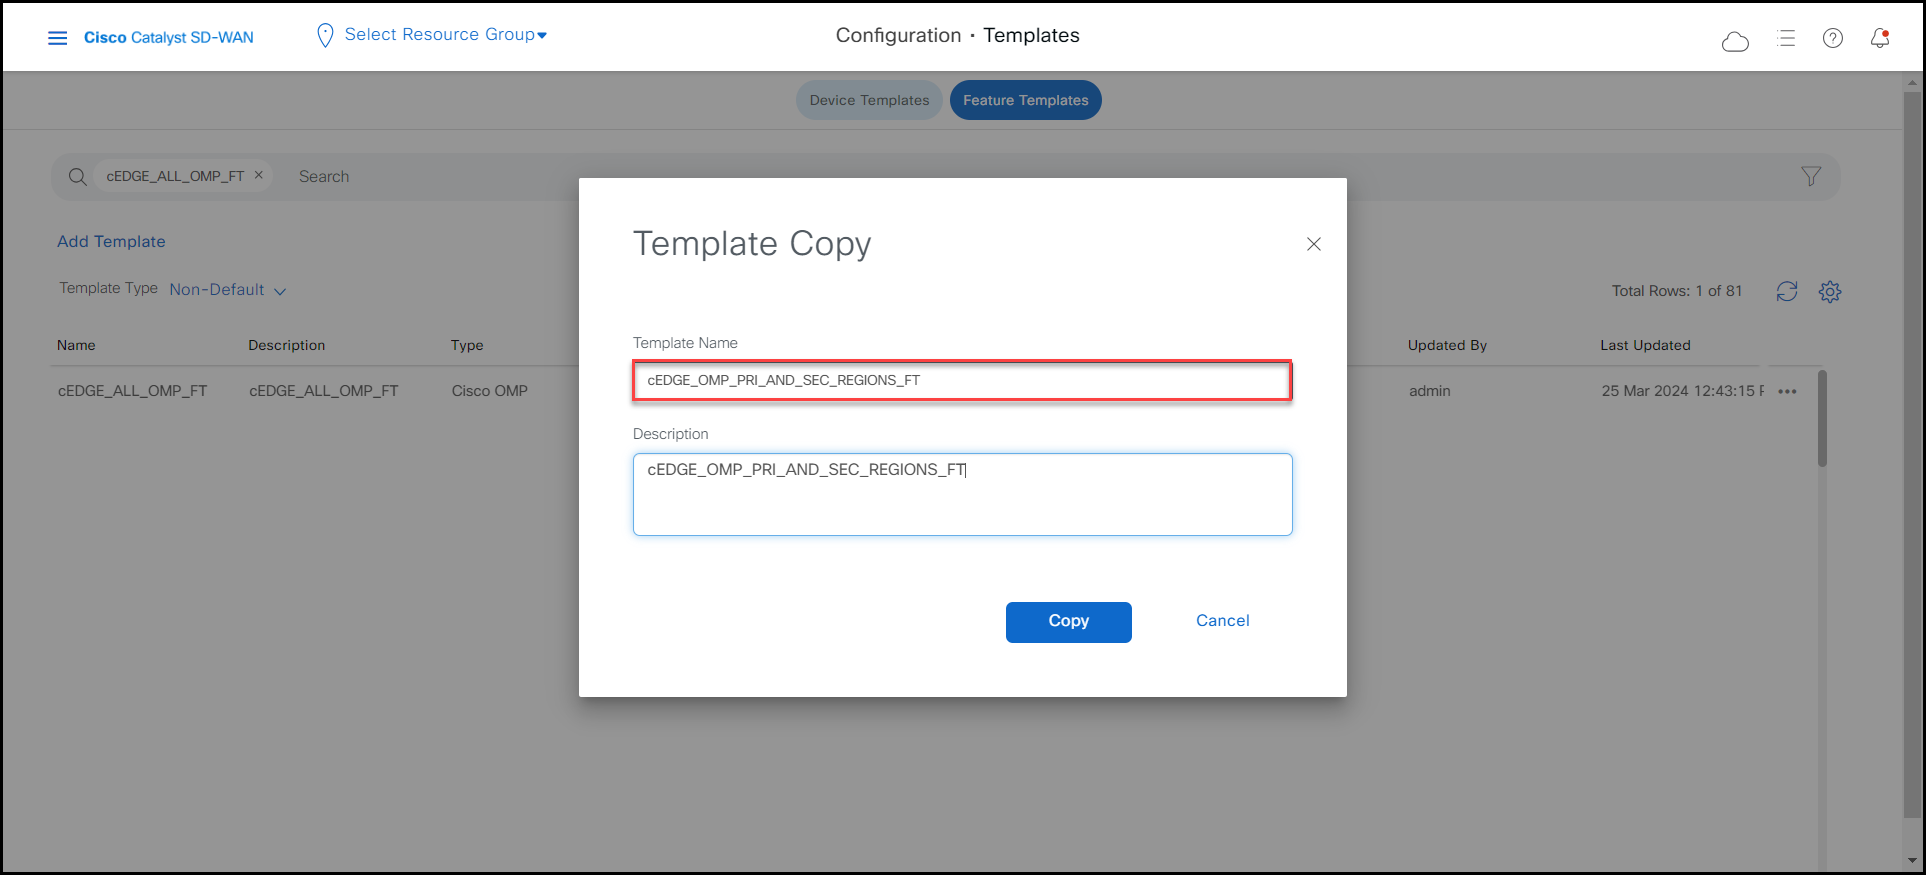 Cisco Catalyst SD-WAN
Select Resource Group
Configuration · Templates
Device Templates
Feature Templates
cEDGE_ALL_OMP_FT ×
Search
Add Template
Template Type Non-Default
Total Rows: 1 of 81
Name Description Type Updated By Last Updated
cEDGE_ALL_OMP_FT cEDGE_ALL_OMP_FT Cisco OMP admin 25 Mar 2024 12:43:15
Template Copy
Template Name
cEDGE_OMP_PRI_AND_SEC_REGIONS_FT
Description
cEDGE_OMP_PRI_AND_SEC_REGIONS_FT
Copy
Cancel